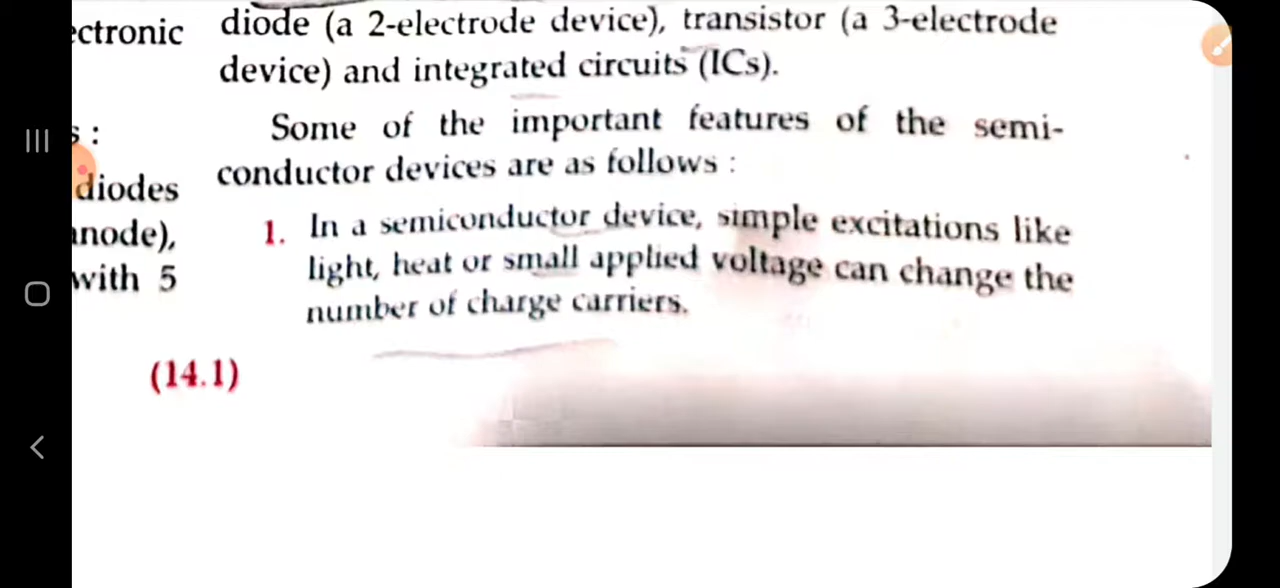 ectronic
s :
diodes
anode),
with 5
(14.1)
diode (a 2-electrode device), transistor (a 3-electrode
device) and integrated circuits (ICs).
Some of the important features of the semi-
conductor devices are as follows :
1. In a semiconductor device, simple excitations like
light, heat or small applied voltage can change the
number of charge carriers.